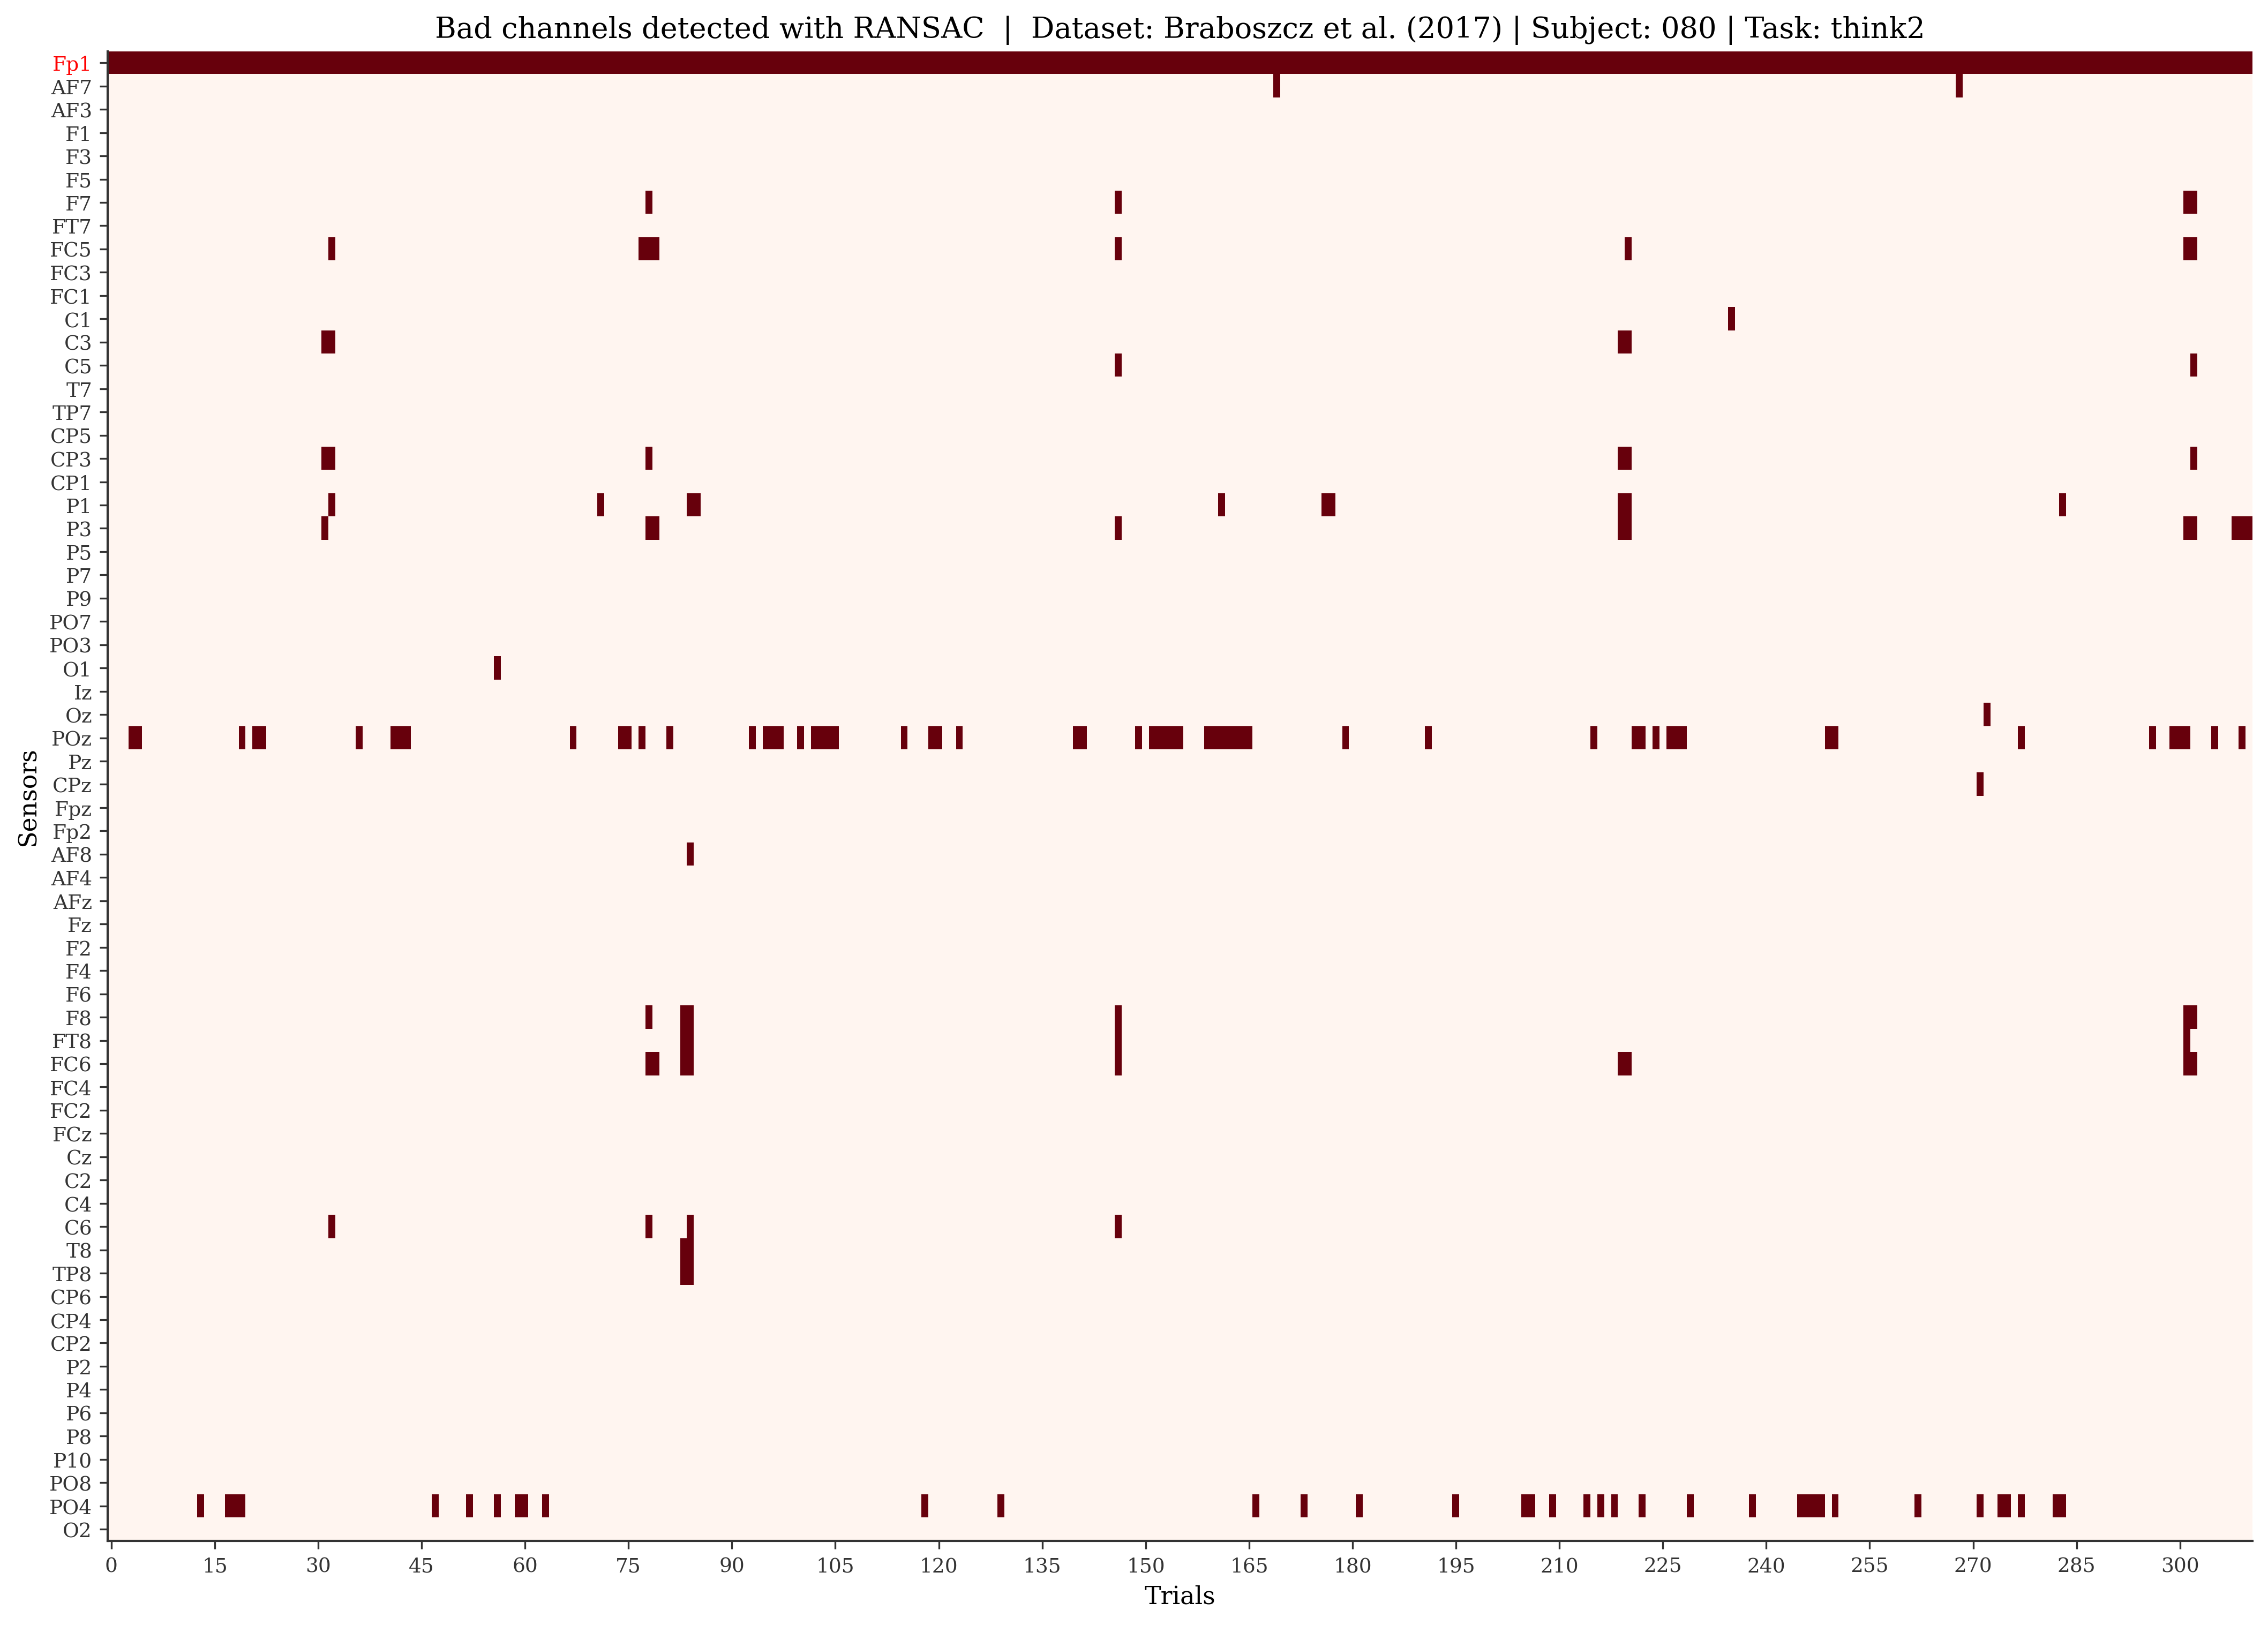 Bad channels detected with RANSAC | Dataset: Braboszcz et al. (2017) | Subject: 080 | Task: think2
Sensors
Fp1
AF7
AF3
F1
F3
F5
F7
FT7
FC5
FC3
FC1
C1
C3
C5
T7
TP7
CP5
CP3
CP1
P1
P3
P5
P7
P9
PO7
PO3
O1
Iz
Oz
POz
Pz
CPz
Fpz
Fp2
AF8
AF4
AFz
Fz
F2
F4
F6
F8
FT8
FC6
FC4
FC2
FCz
Cz
C2
C4
C6
T8
TP8
CP6
CP4
CP2
P2
P4
P6
P8
P10
PO8
PO4
O2
0 15 30 45 60 75 90 105 120 135 150 165 180 195 210 225 240 255 270 285 300
Trials